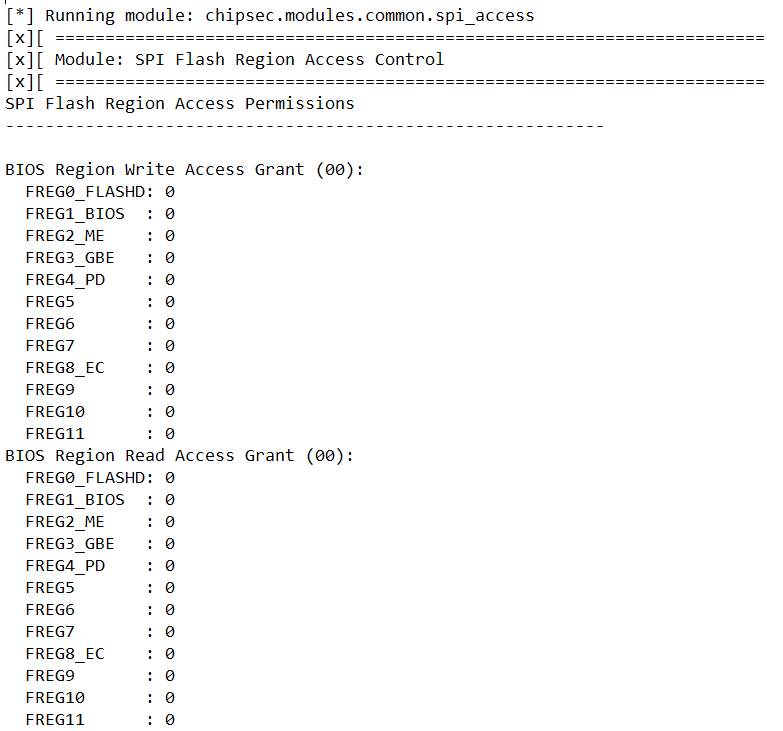 [*] Running module: chipsec.modules.common.spi_access
[x][ =======================================================================
[x][ Module: SPI Flash Region Access Control
[x][ =======================================================================
SPI Flash Region Access Permissions
------------------------------------------------------------
BIOS Region Write Access Grant (00):
  FREG0_FLASHD: 0
  FREG1_BIOS  : 0
  FREG2_ME    : 0
  FREG3_GBE   : 0
  FREG4_PD    : 0
  FREG5       : 0
  FREG6       : 0
  FREG7       : 0
  FREG8_EC    : 0
  FREG9       : 0
  FREG10      : 0
  FREG11      : 0
BIOS Region Read Access Grant (00):
  FREG0_FLASHD: 0
  FREG1_BIOS  : 0
  FREG2_ME    : 0
  FREG3_GBE   : 0
  FREG4_PD    : 0
  FREG5       : 0
  FREG6       : 0
  FREG7       : 0
  FREG8_EC    : 0
  FREG9       : 0
  FREG10      : 0
  FREG11      : 0